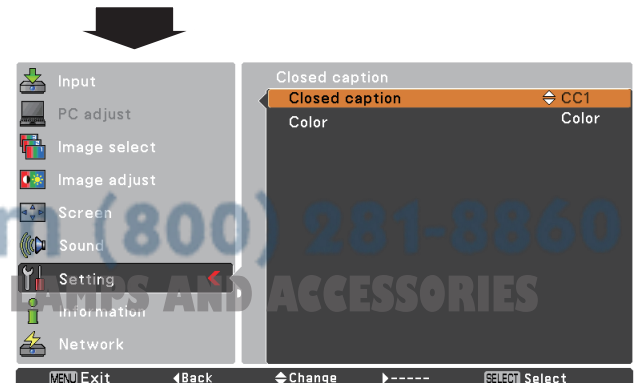 Input
PC adjust
Image select
Image adjust
Screen
Sound
Setting
Information
Network
Closed caption
Closed caption CC1
Color Color
m (800) 281-8860
LAMPS AND ACCESSORIES
MENU Exit Back Change ----- SELECT Select